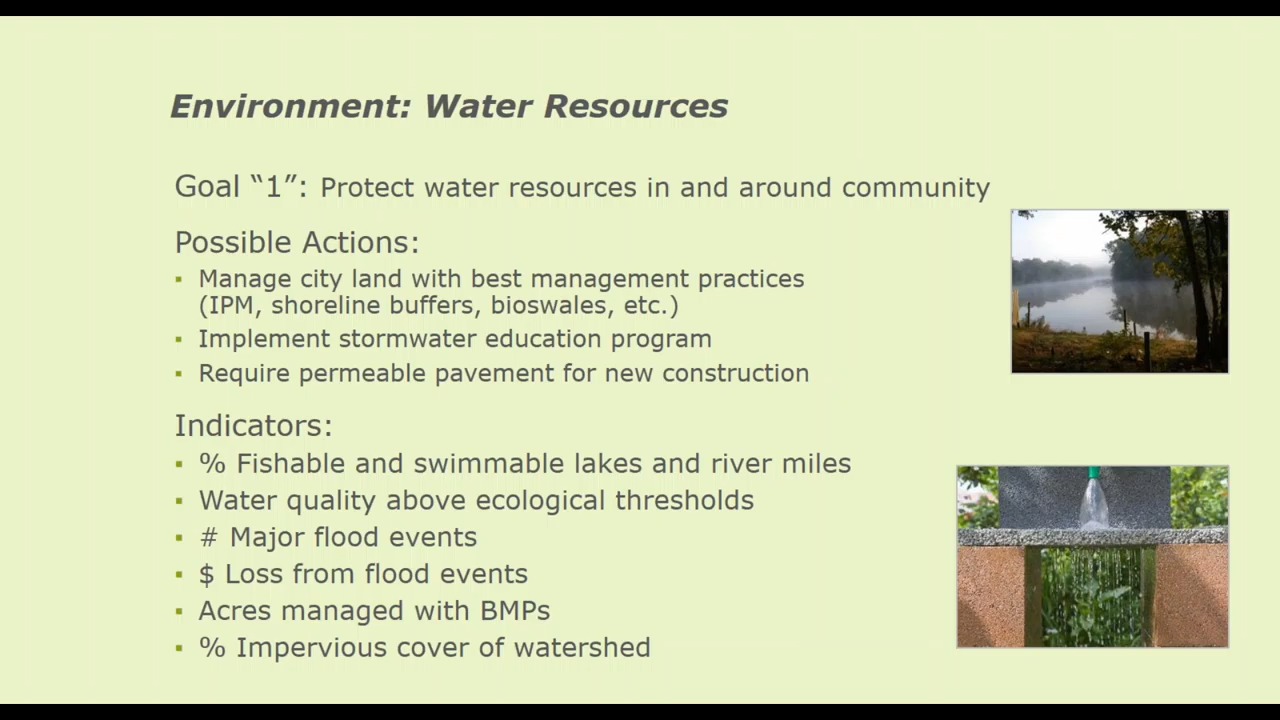 Environment: Water Resources
Goal “1”: Protect water resources in and around community
Possible Actions:
▪ Manage city land with best management practices
(IPM, shoreline buffers, bioswales, etc.)
▪ Implement stormwater education program
▪ Require permeable pavement for new construction
Indicators:
▪ % Fishable and swimmable lakes and river miles
▪ Water quality above ecological thresholds
▪ # Major flood events
▪ $ Loss from flood events
▪ Acres managed with BMPs
▪ % Impervious cover of watershed